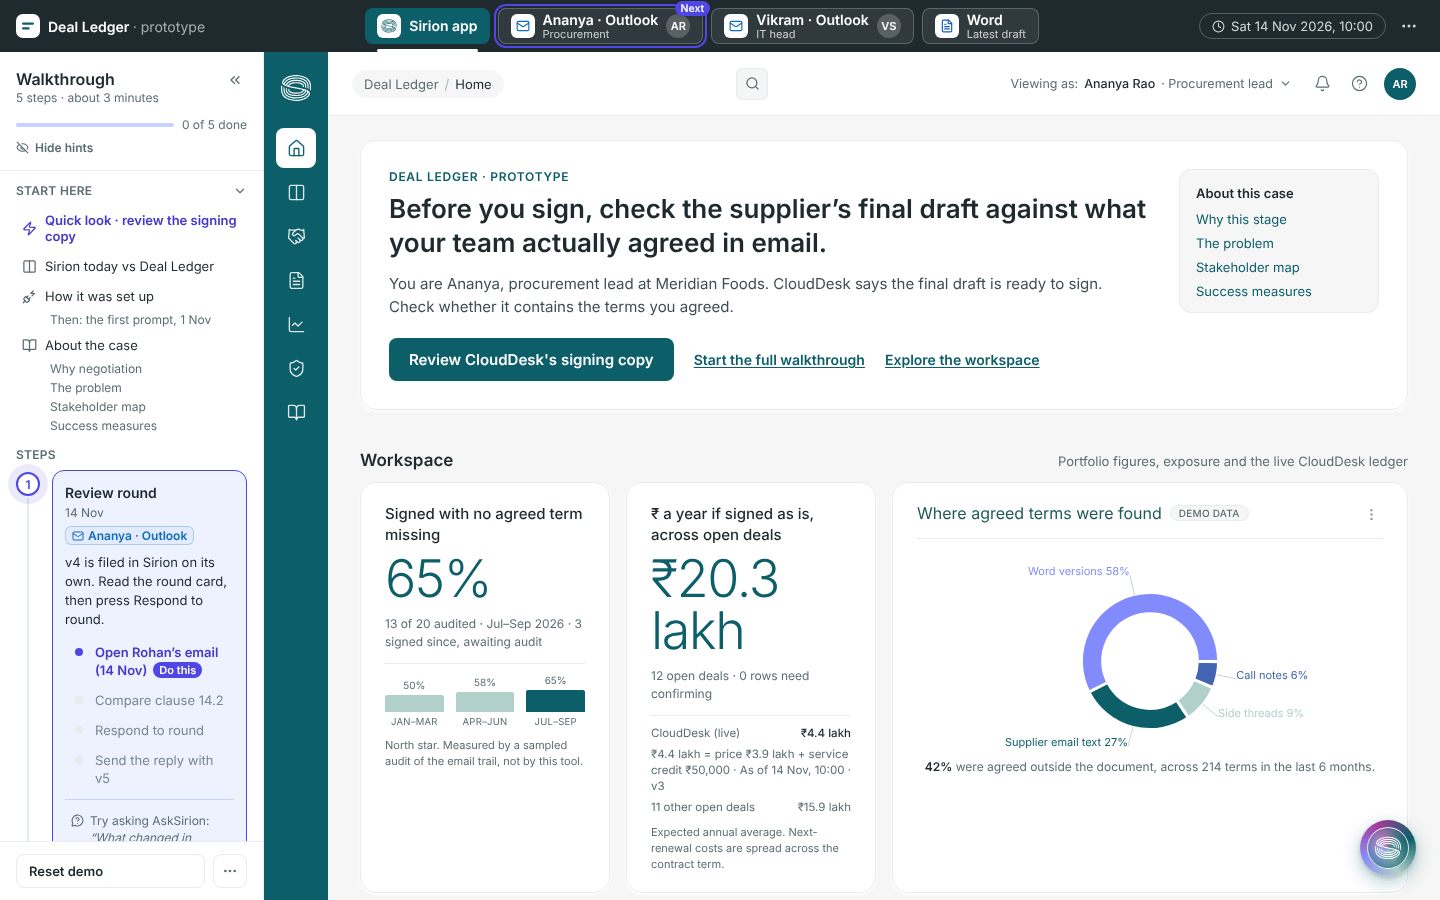 Deal Ledger · prototype
Sirion app
Ananya · Outlook
Procurement
AR
Next
Vikram · Outlook
IT head
VS
Word
Latest draft
Sat 14 Nov 2026, 10:00
Walkthrough
5 steps · about 3 minutes
0 of 5 done
Hide hints
START HERE
Quick look · review the signing
copy
Sirion today vs Deal Ledger
How it was set up
Then: the first prompt, 1 Nov
About the case
Why negotiation
The problem
Stakeholder map
Success measures
STEPS
1
Review round
14 Nov
Ananya · Outlook
v4 is filed in Sirion on its
own. Read the round card,
then press Respond to
round.
Open Rohan’s email
(14 Nov) Do this
Compare clause 14.2
Respond to round
Send the reply with
v5
Try asking AskSirion:
“What changed in
Reset demo
Deal Ledger / Home
Viewing as: Ananya Rao · Procurement lead
AR
DEAL LEDGER · PROTOTYPE
Before you sign, check the supplier’s final draft against what
your team actually agreed in email.
You are Ananya, procurement lead at Meridian Foods. CloudDesk says the final draft is ready to sign.
Check whether it contains the terms you agreed.
Review CloudDesk's signing copy
Start the full walkthrough
Explore the workspace
About this case
Why this stage
The problem
Stakeholder map
Success measures
Workspace
Portfolio figures, exposure and the live CloudDesk ledger
Signed with no agreed term
missing
65%
13 of 20 audited · Jul–Sep 2026 · 3
signed since, awaiting audit
50%
58%
65%
JAN–MAR
APR–JUN
JUL–SEP
North star. Measured by a sampled
audit of the email trail, not by this tool.
₹ a year if signed as is,
across open deals
₹20.3
lakh
12 open deals · 0 rows need
confirming
CloudDesk (live) ₹4.4 lakh
₹4.4 lakh = price ₹3.9 lakh + service
credit ₹50,000 · As of 14 Nov, 10:00 ·
v3
11 other open deals ₹15.9 lakh
Expected annual average. Next-
renewal costs are spread across the
contract term.
Where agreed terms were found
DEMO DATA
Word versions 58%
Call notes 6%
Side threads 9%
Supplier email text 27%
42% were agreed outside the document, across 214 terms in the last 6 months.